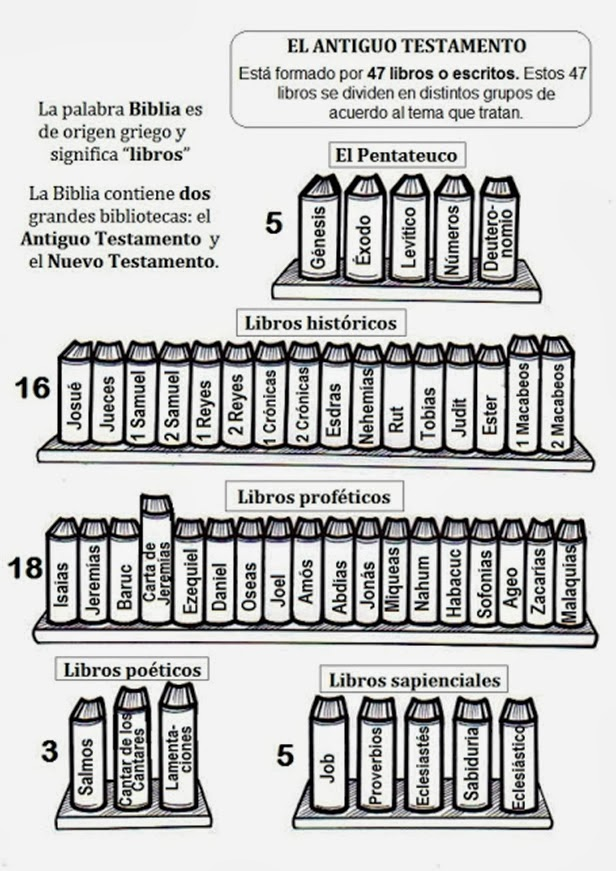 EL ANTIGUO TESTAMENTO
Está formado por 47 libros o escritos. Estos 47
libros se dividen en distintos grupos de
acuerdo al tema que tratan.
La palabra Biblia es
de origen griego y
significa “libros”
La Biblia contiene dos
grandes bibliotecas: el
Antiguo Testamento y
el Nuevo Testamento.
El Pentateuco
5
Génesis
Éxodo
Levítico
Números
Deutero-
nomio
Libros históricos
16
Josué
Jueces
1 Samuel
2 Samuel
1 Reyes
2 Reyes
1 Crónicas
2 Crónicas
Esdras
Nehemías
Rut
Tobias
Judit
Ester
1 Macabeos
2 Macabeos
Libros proféticos
18
Isaias
Jeremías
Baruc
Carta de
Jeremías
Ezequiel
Daniel
Oseas
Joel
Amós
Abdías
Jonás
Miqueas
Nahum
Habacuc
Sofonias
Ageo
Zacarías
Malaquías
Libros poéticos
3
Salmos
Cantar de los
Cantares
Lamenta-
ciones
Libros sapienciales
5
Job
Proverbios
Eclesiastés
Sabiduria
Eclesiástico